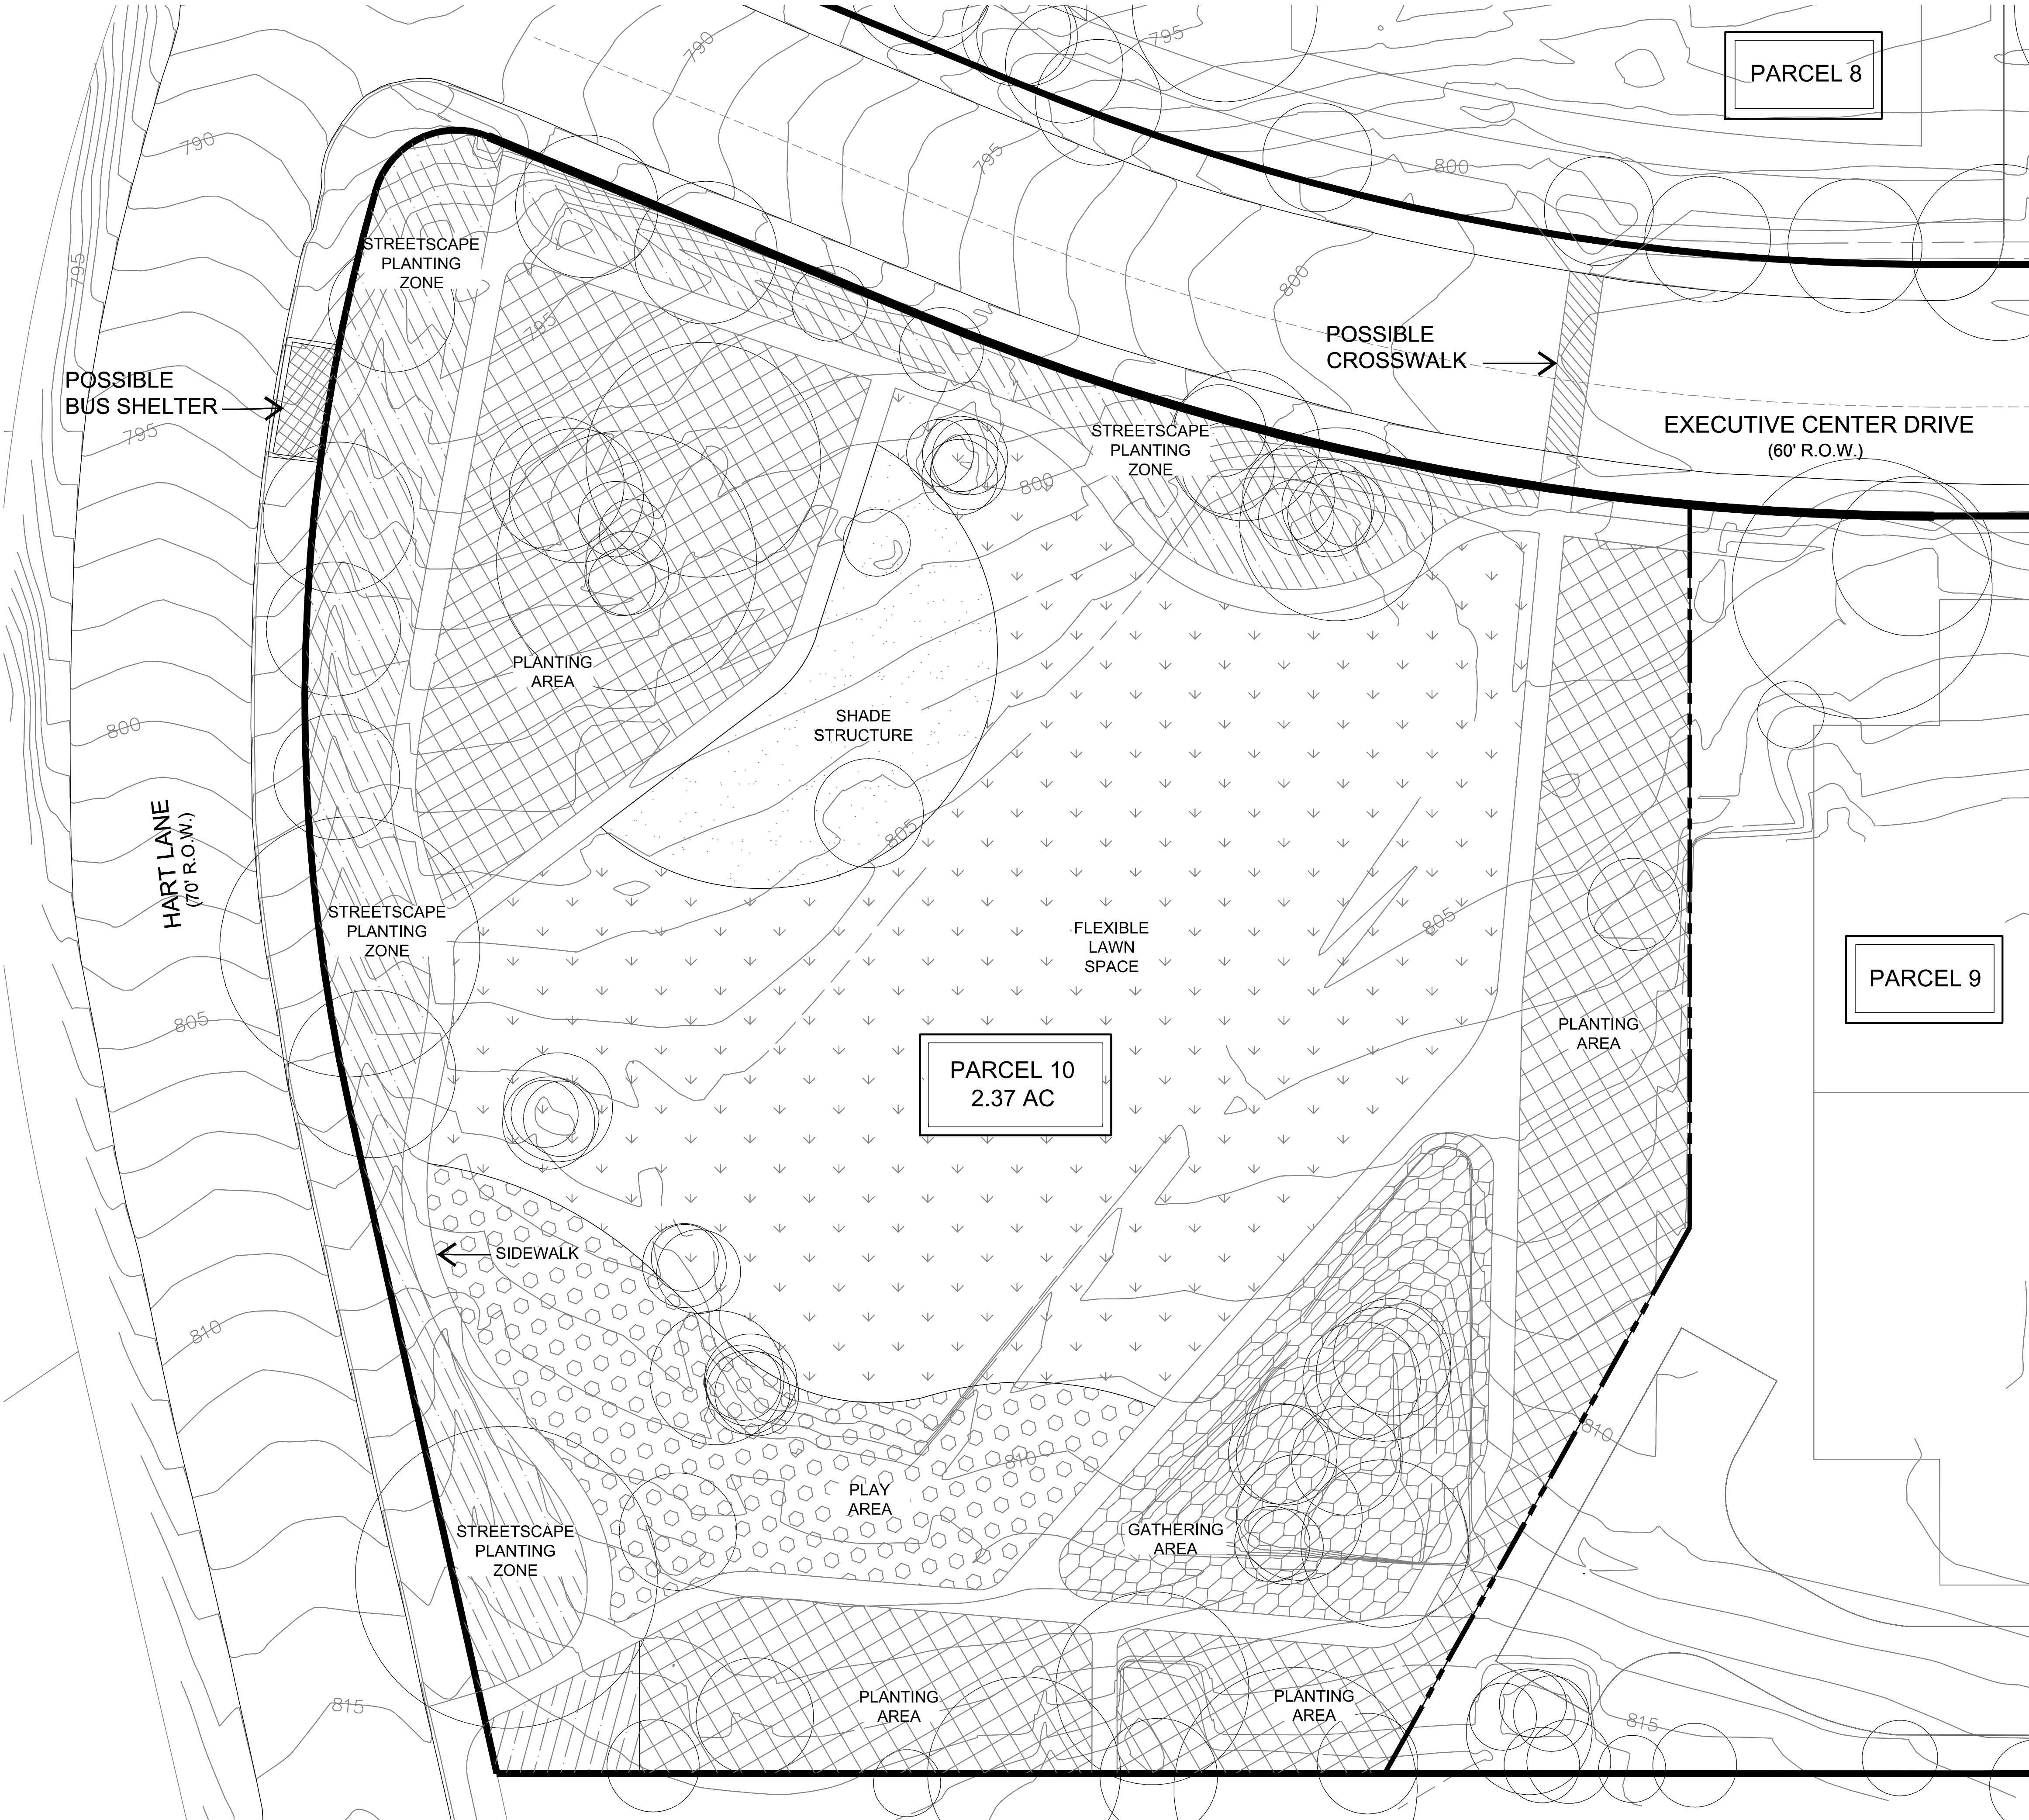 790
795
PARCEL 8
790
795
800
STREETSCAPE
PLANTING
ZONE
795
800
795
POSSIBLE
CROSSWALK
POSSIBLE
BUS SHELTER
795
EXECUTIVE CENTER DRIVE
(60' R.O.W.)
STREETSCAPE
PLANTING
ZONE
800
PLANTING
AREA
SHADE
STRUCTURE
800
805
HART LANE
(70' R.O.W.)
STREETSCAPE
PLANTING
ZONE
FLEXIBLE
LAWN
SPACE
805
PARCEL 9
805
PLANTING
AREA
PARCEL 10
2.37 AC
SIDEWALK
810
810
810
PLAY
AREA
STREETSCAPE
PLANTING
ZONE
GATHERING
AREA
PLANTING
AREA
PLANTING
AREA
815
815